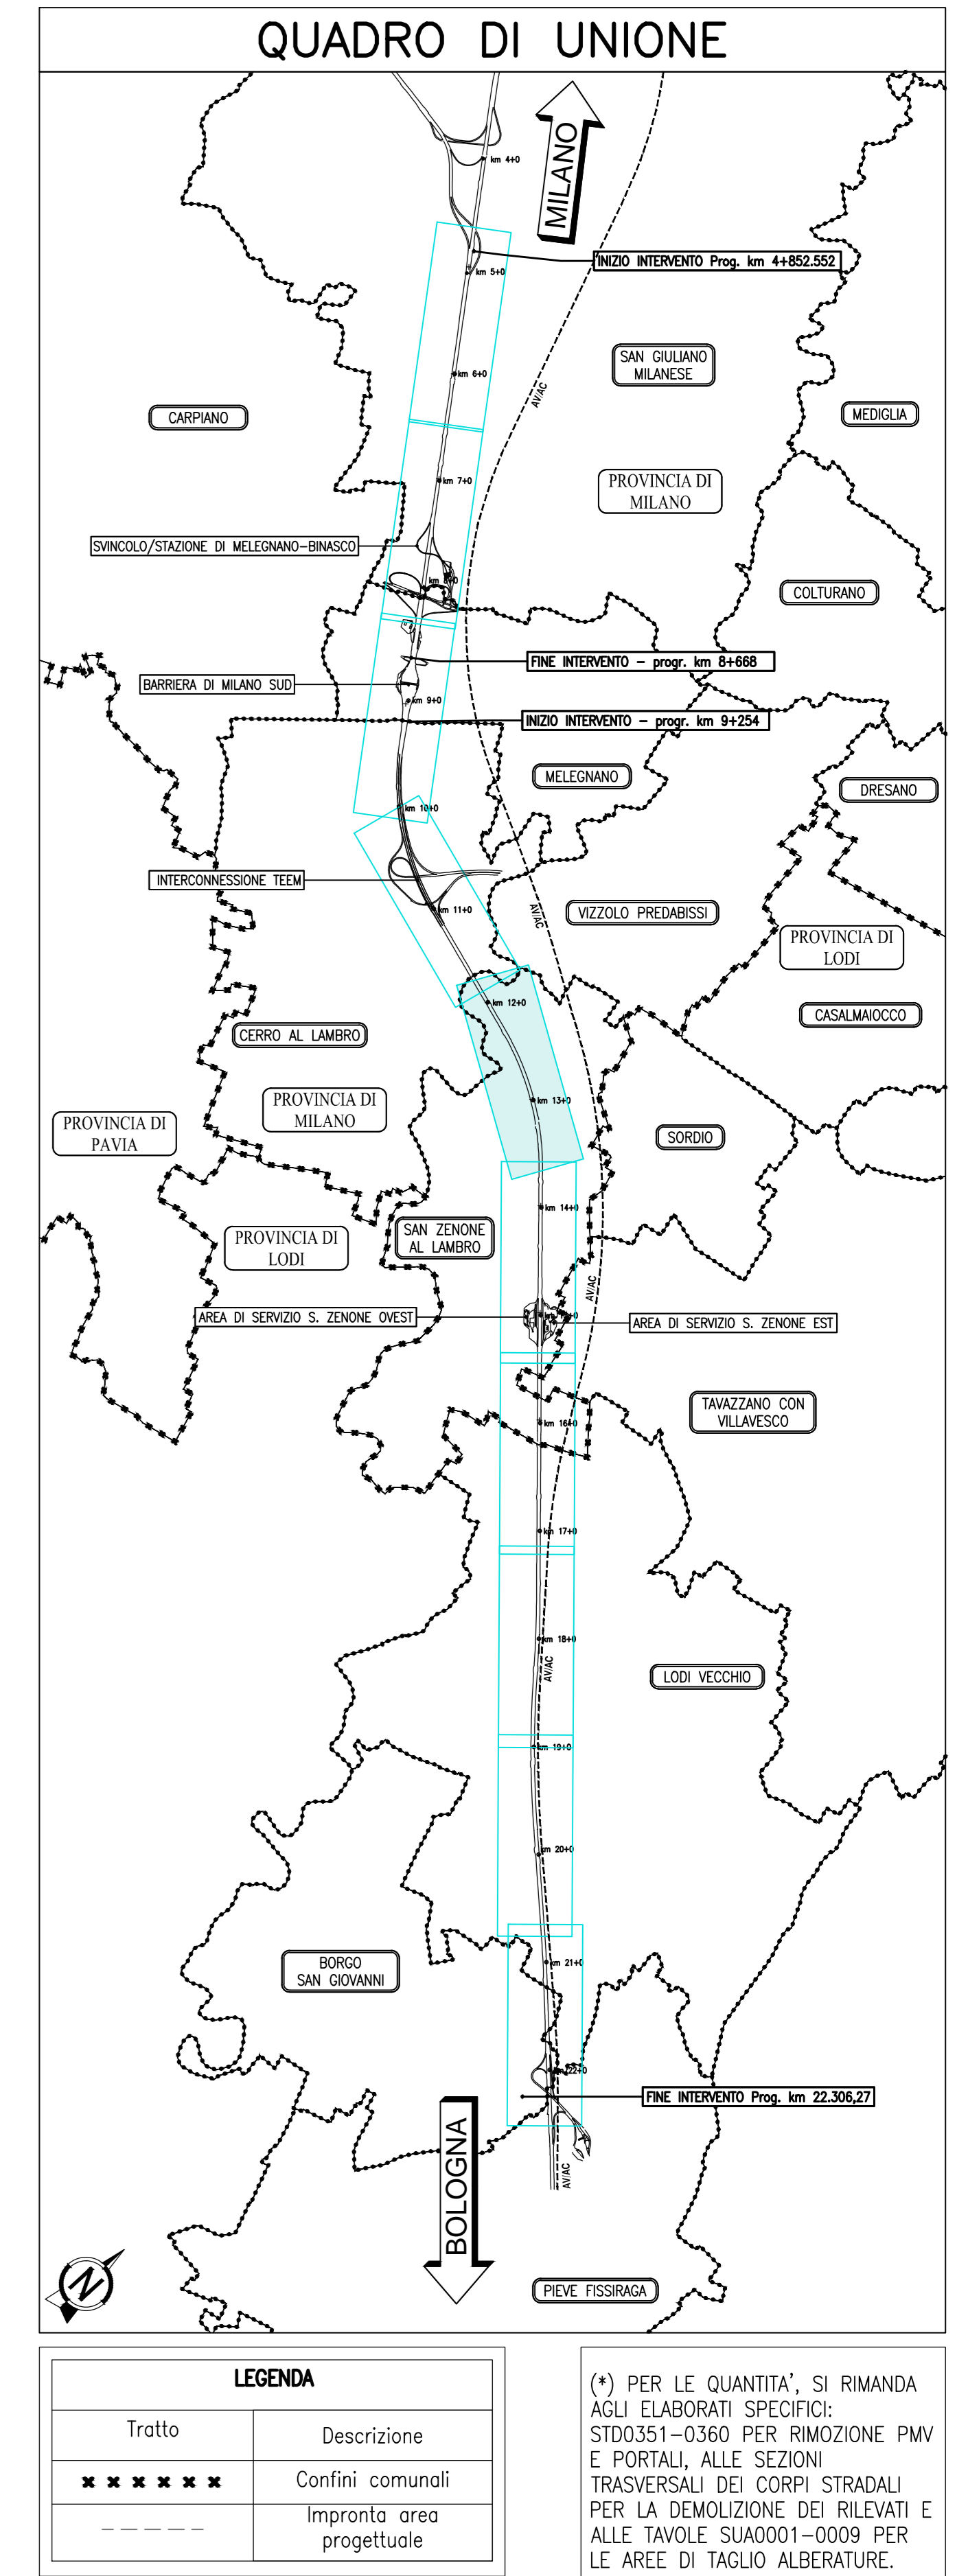 QUADRO DI UNIONE
km 4+0
MILANO
INIZIO INTERVENTO Prog. km 4+852.552
km 5+0
SAN GIULIANO
MILANESE
km 6+0
AV/AC
CARPIANO
MEDIGLIA
PROVINCIA DI
MILANO
km 7+0
SVINCOLO/STAZIONE DI MELEGNANO-BINASCO
km 8+0
COLTURANO
FINE INTERVENTO - progr. km 8+668
BARRIERA DI MILANO SUD
km 9+0
INIZIO INTERVENTO - progr. km 9+254
MELEGNANO
DRESANO
km 10+0
INTERCONNESSIONE TEEM
km 11+0
AV/AC
VIZZOLO PREDABISSI
PROVINCIA DI
LODI
km 12+0
CASALMAIOCCO
CERRO AL LAMBRO
PROVINCIA DI
MILANO
km 13+0
PROVINCIA DI
PAVIA
SORDIO
km 14+0
SAN ZENONE
AL LAMBRO
PROVINCIA DI
LODI
AV/AC
AREA DI SERVIZIO S. ZENONE OVEST
AREA DI SERVIZIO S. ZENONE EST
TAVAZZANO CON
VILLAVESCO
km 16+0
km 17+0
km 18+0
AV/AC
LODI VECCHIO
km 19+0
km 20+0
BORGO
SAN GIOVANNI
km 21+0
km 22+0
FINE INTERVENTO Prog. km 22.306,27
BOLOGNA
AV/AC
N
PIEVE FISSIRAGA
LEGENDA
Tratto
Descrizione
Confini comunali
Impronta area
progettuale
(*) PER LE QUANTITA', SI RIMANDA
AGLI ELABORATI SPECIFICI:
STD0351-0360 PER RIMOZIONE PMV
E PORTALI, ALLE SEZIONI
TRASVERSALI DEI CORPI STRADALI
PER LA DEMOLIZIONE DEI RILEVATI E
ALLE TAVOLE SUA0001-0009 PER
LE AREE DI TAGLIO ALBERATURE.